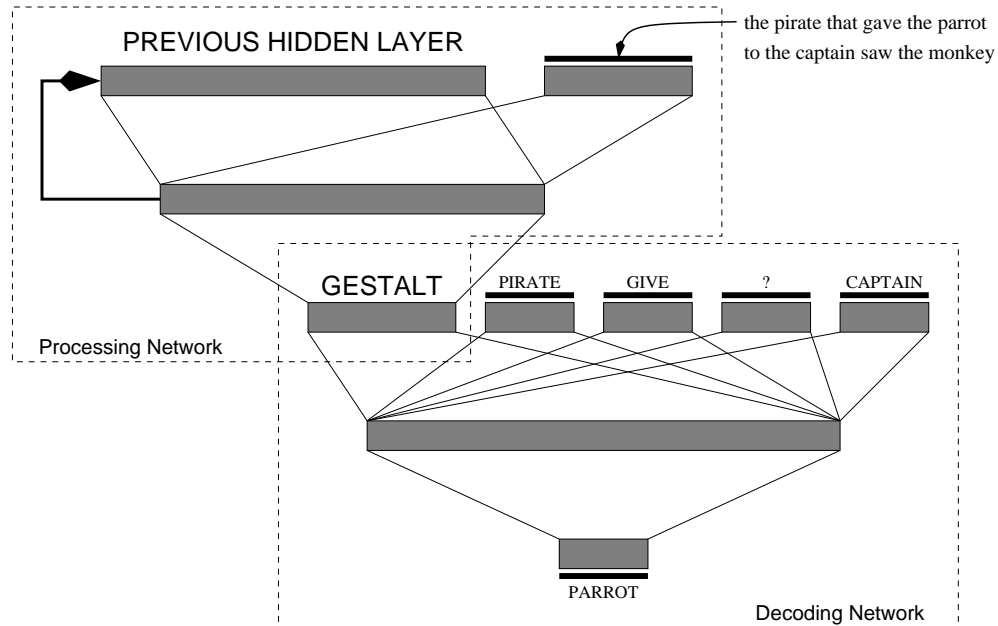 the pirate that gave the parrot
to the captain saw the monkey
PREVIOUS HIDDEN LAYER
GESTALT
PIRATE
GIVE
?
CAPTAIN
Processing Network
PARROT
Decoding Network